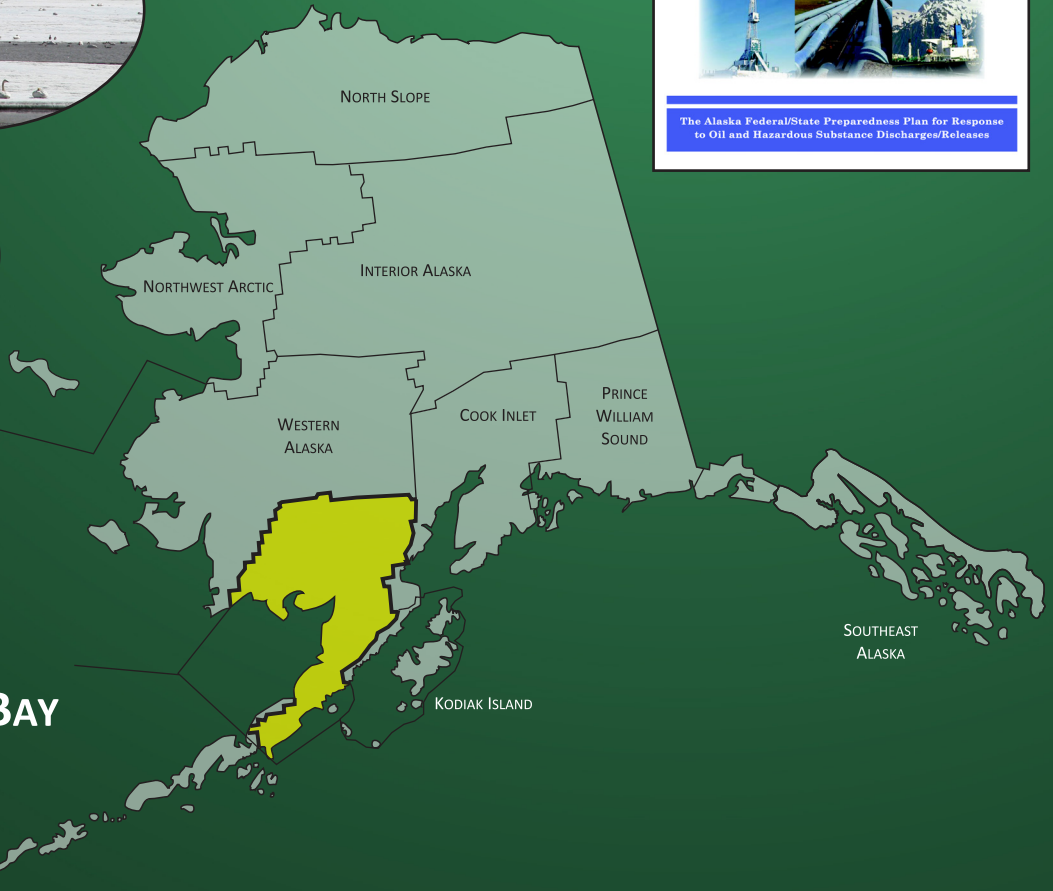 The Alaska Federal/State Preparedness Plan for Response
to Oil and Hazardous Substance Discharges/Releases
NORTH SLOPE
INTERIOR ALASKA
NORTHWEST ARCTIC
PRINCE
WILLIAM
SOUND
COOK INLET
WESTERN
ALASKA
SOUTHEAST
ALASKA
KODIAK ISLAND
BAY